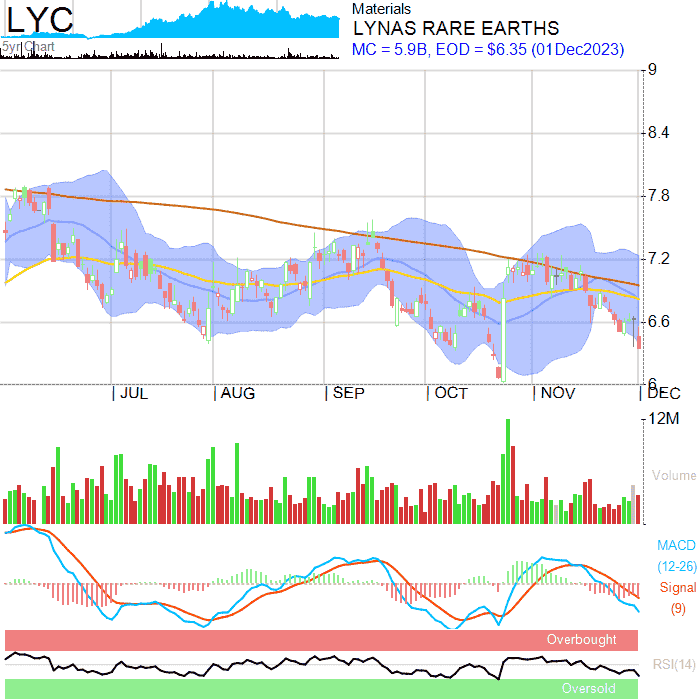 LYC
5yr Chart
Materials
LYNAS RARE EARTHS
MC = 5.9B, EOD = $6.35 (01Dec2023)
9
8.4
7.8
7.2
6.6
6
JUL AUG SEP OCT NOV DEC
12M
Volume
MACD
(12-26)
Signal
(9)
Overbought
RSI(14)
Oversold